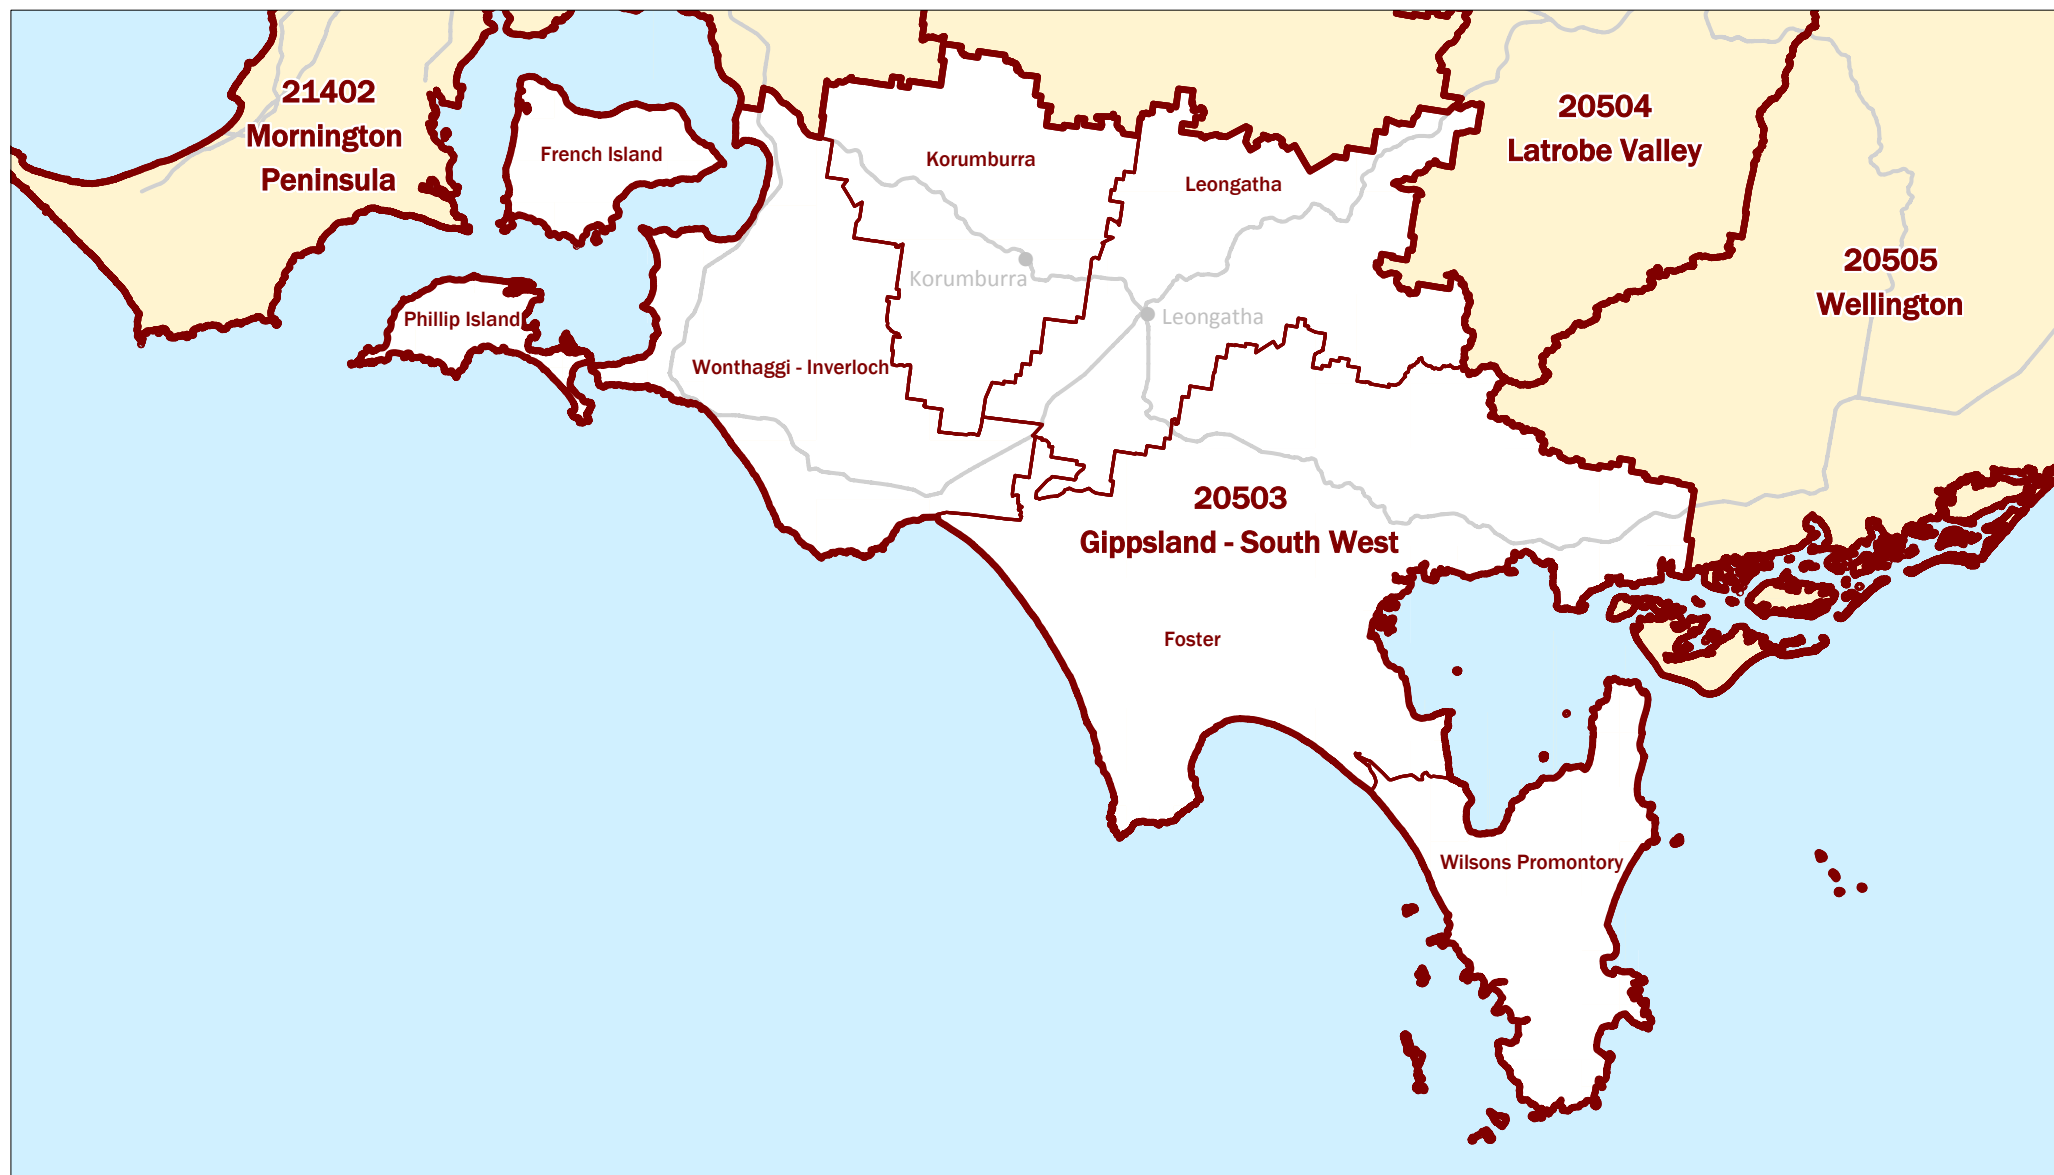 21402
Mornington
Peninsula
French Island
Korumburra
Leongatha
20504
Latrobe Valley
20505
Wellington
Korumburra
Leongatha
Phillip Island
Wonthaggi - Inverloch
20503
Gippsland - South West
Foster
Wilsons Promontory